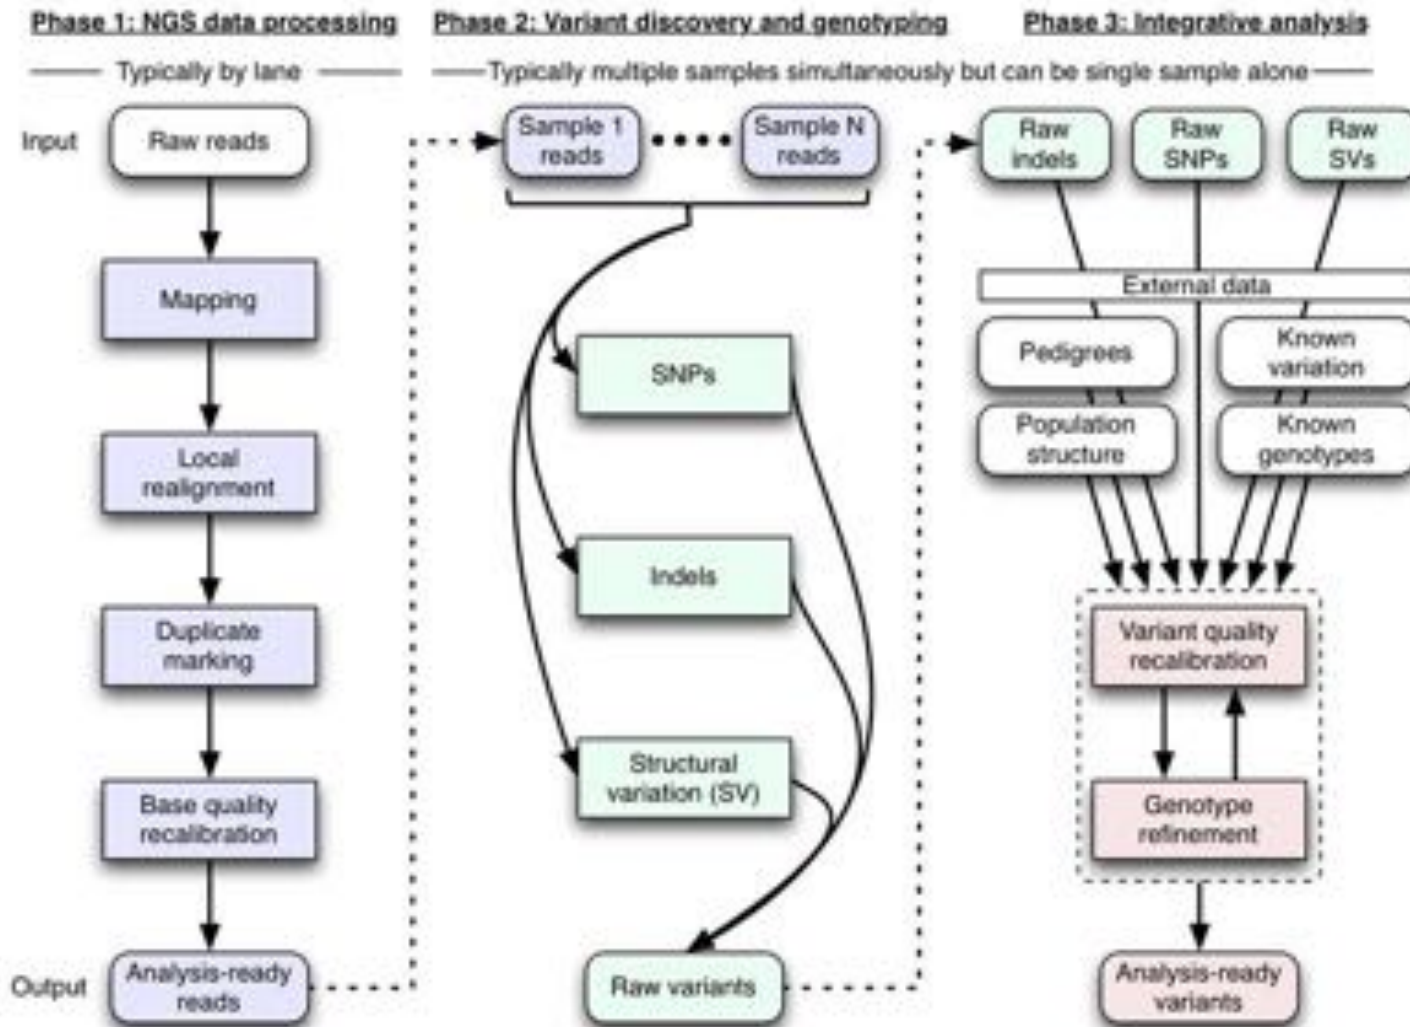 Phase 1: NGS data processing
Phase 2: Variant discovery and genotyping
Phase 3: Integrative analysis
Typically by lane
Typically multiple samples simultaneously but can be single sample alone
Input
Raw reads
Mapping
Local
realignment
Duplicate
marking
Base quality
recalibration
Output
Analysis-ready
reads
Sample 1
reads
Sample N
reads
SNPs
Indels
Structural
variation (SV)
Raw variants
Raw
indels
Raw
SNPs
Raw
SVs
External data
Pedigrees
Known
variation
Population
structure
Known
genotypes
Variant quality
recalibration
Genotype
refinement
Analysis-ready
variants